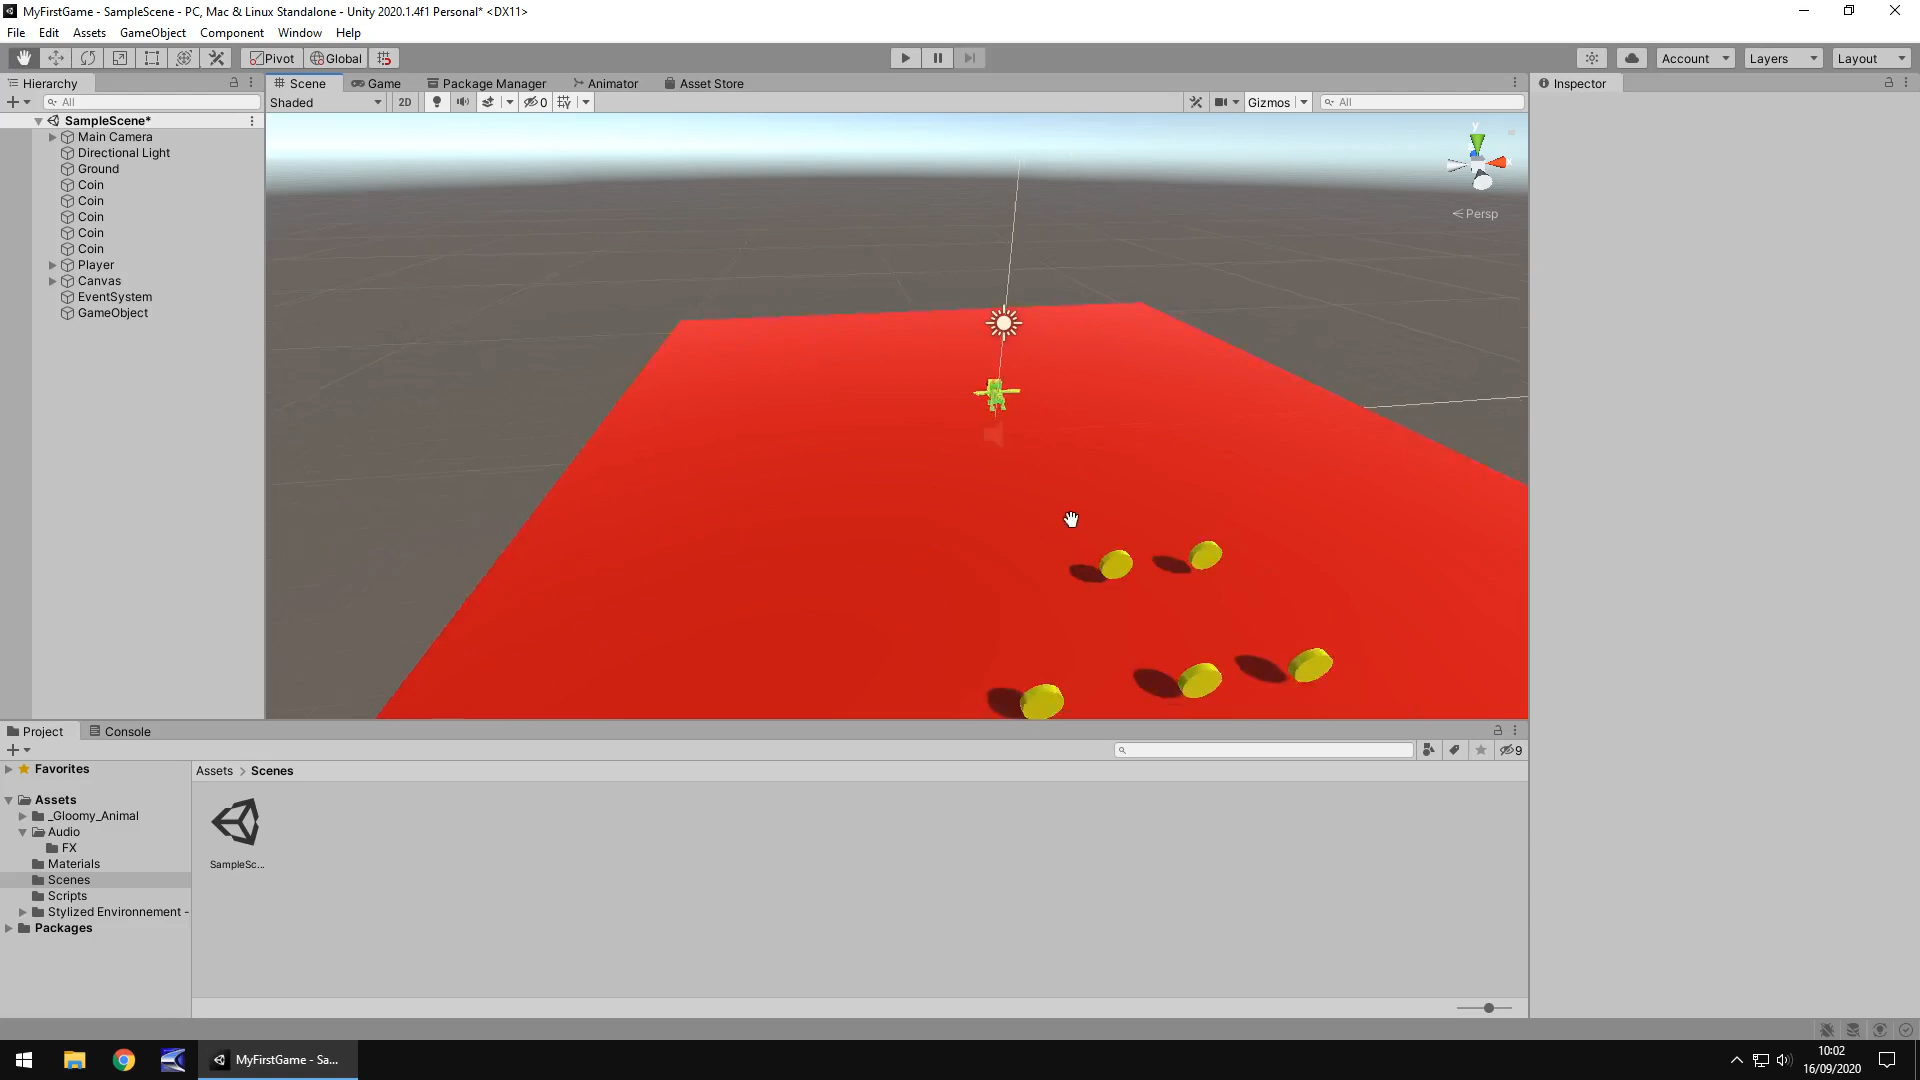 MyFirstGame - SampleScene - PC, Mac & Linux Standalone - Unity 2020.1.4f1 Personal* <DX11>
File Edit Assets GameObject Component Window Help
Pivot Global Account Layers Layout
Hierarchy Scene Game Package Manager Animator Asset Store Inspector
All Shaded 2D 0 Gizmos All
SampleScene*
Main Camera
Directional Light
Ground
Coin
Coin
Coin
Coin
Coin
Player
Canvas
EventSystem
GameObject
y
x
Persp
Project Console
9
Favorites
Assets > Scenes
Assets
_Gloomy_Animal
Audio
FX
Materials
Scenes
Scripts
Stylized Environnement -
Packages
SampleSc...
MyFirstGame - Sa...
10:02
16/09/2020